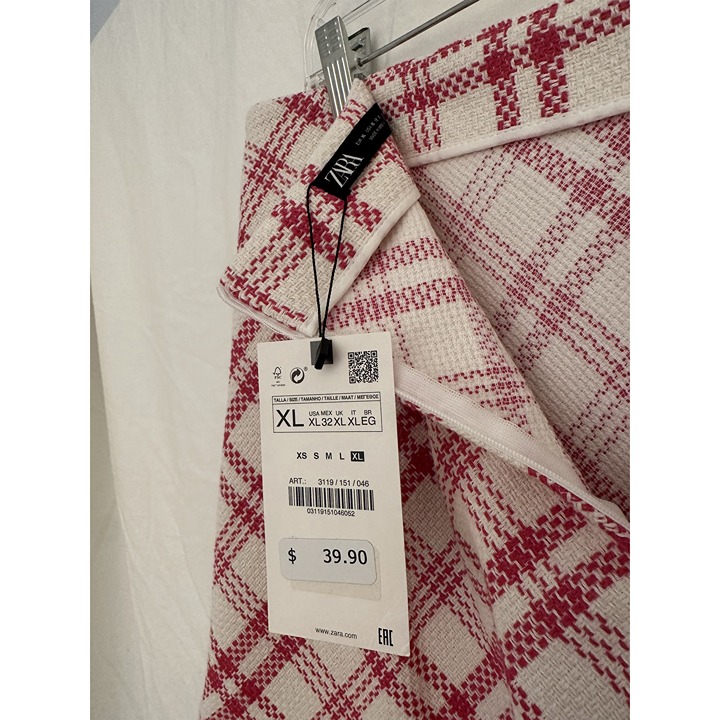 ZARA
FSC
TALLA / SIZE / TAMANHO / TAILLE / MAAT / ΜΕΓΕΘΟΣ
XL
USA MEX UK IT BR
XL 32 XL XL EG
XS S M L XL
ART.: 3119 / 151 / 046
03119151046052
$ 39.90
www.zara.com
EAC